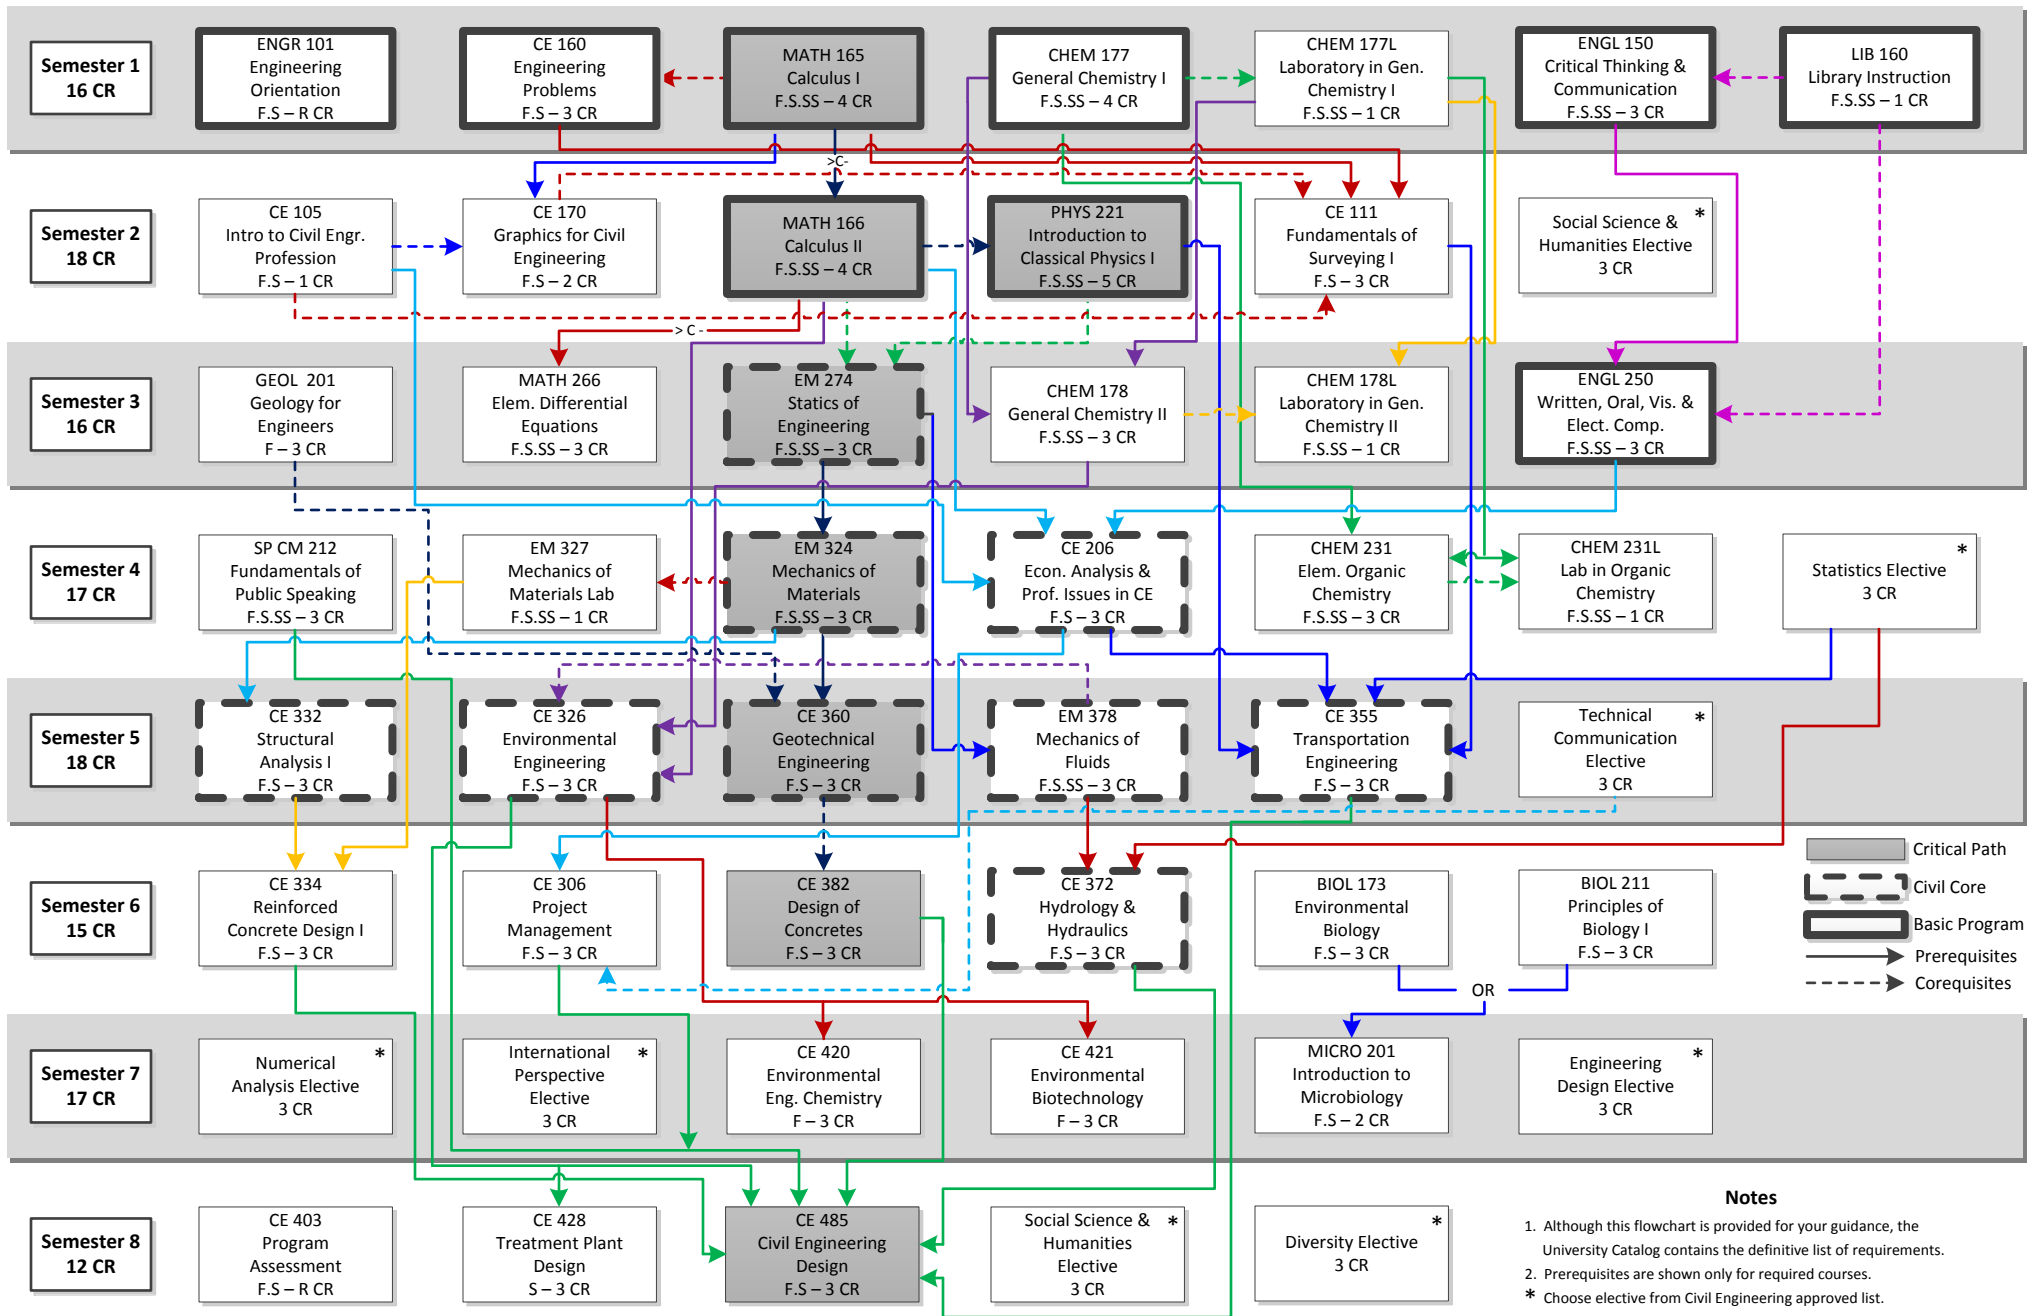 Semester 1
16 CR
ENGR 101
Engineering
Orientation
F.S – R CR
CE 160
Engineering
Problems
F.S – 3 CR
MATH 165
Calculus I
F.S.SS – 4 CR
CHEM 177
General Chemistry I
F.S.SS – 4 CR
CHEM 177L
Laboratory in Gen.
Chemistry I
F.S.SS – 1 CR
ENGL 150
Critical Thinking &
Communication
F.S.SS – 3 CR
LIB 160
Library Instruction
F.S.SS – 1 CR
>C-
Semester 2
18 CR
CE 105
Intro to Civil Engr.
Profession
F.S – 1 CR
CE 170
Graphics for Civil
Engineering
F.S – 2 CR
MATH 166
Calculus II
F.S.SS – 4 CR
PHYS 221
Introduction to
Classical Physics I
F.S.SS – 5 CR
CE 111
Fundamentals of
Surveying I
F.S – 3 CR
Social Science & *
Humanities Elective
3 CR
> C -
Semester 3
16 CR
GEOL 201
Geology for
Engineers
F – 3 CR
MATH 266
Elem. Differential
Equations
F.S.SS – 3 CR
EM 274
Statics of
Engineering
F.S.SS – 3 CR
CHEM 178
General Chemistry II
F.S.SS – 3 CR
CHEM 178L
Laboratory in Gen.
Chemistry II
F.S.SS – 1 CR
ENGL 250
Written, Oral, Vis. &
Elect. Comp.
F.S.SS – 3 CR
Semester 4
17 CR
SP CM 212
Fundamentals of
Public Speaking
F.S.SS – 3 CR
EM 327
Mechanics of
Materials Lab
F.S.SS – 1 CR
EM 324
Mechanics of
Materials
F.S.SS – 3 CR
CE 206
Econ. Analysis &
Prof. Issues in CE
F.S – 3 CR
CHEM 231
Elem. Organic
Chemistry
F.S.SS – 3 CR
CHEM 231L
Lab in Organic
Chemistry
F.S.SS – 1 CR
*
Statistics Elective
3 CR
Semester 5
18 CR
CE 332
Structural
Analysis I
F.S – 3 CR
CE 326
Environmental
Engineering
F.S – 3 CR
CE 360
Geotechnical
Engineering
F.S – 3 CR
EM 378
Mechanics of
Fluids
F.S.SS – 3 CR
CE 355
Transportation
Engineering
F.S – 3 CR
Technical *
Communication
Elective
3 CR
Critical Path
Civil Core
Basic Program
Prerequisites
Corequisites
Semester 6
15 CR
CE 334
Reinforced
Concrete Design I
F.S – 3 CR
CE 306
Project
Management
F.S – 3 CR
CE 382
Design of
Concretes
F.S – 3 CR
CE 372
Hydrology &
Hydraulics
F.S – 3 CR
BIOL 173
Environmental
Biology
F.S – 3 CR
BIOL 211
Principles of
Biology I
F.S – 3 CR
OR
Semester 7
17 CR
Numerical *
Analysis Elective
3 CR
International *
Perspective
Elective
3 CR
CE 420
Environmental
Eng. Chemistry
F – 3 CR
CE 421
Environmental
Biotechnology
F – 3 CR
MICRO 201
Introduction to
Microbiology
F.S – 2 CR
Engineering *
Design Elective
3 CR
Semester 8
12 CR
CE 403
Program
Assessment
F.S – R CR
CE 428
Treatment Plant
Design
S – 3 CR
CE 485
Civil Engineering
Design
F.S – 3 CR
Social Science & *
Humanities
Elective
3 CR
*
Diversity Elective
3 CR
Notes
1. Although this flowchart is provided for your guidance, the
University Catalog contains the definitive list of requirements.
2. Prerequisites are shown only for required courses.
* Choose elective from Civil Engineering approved list.